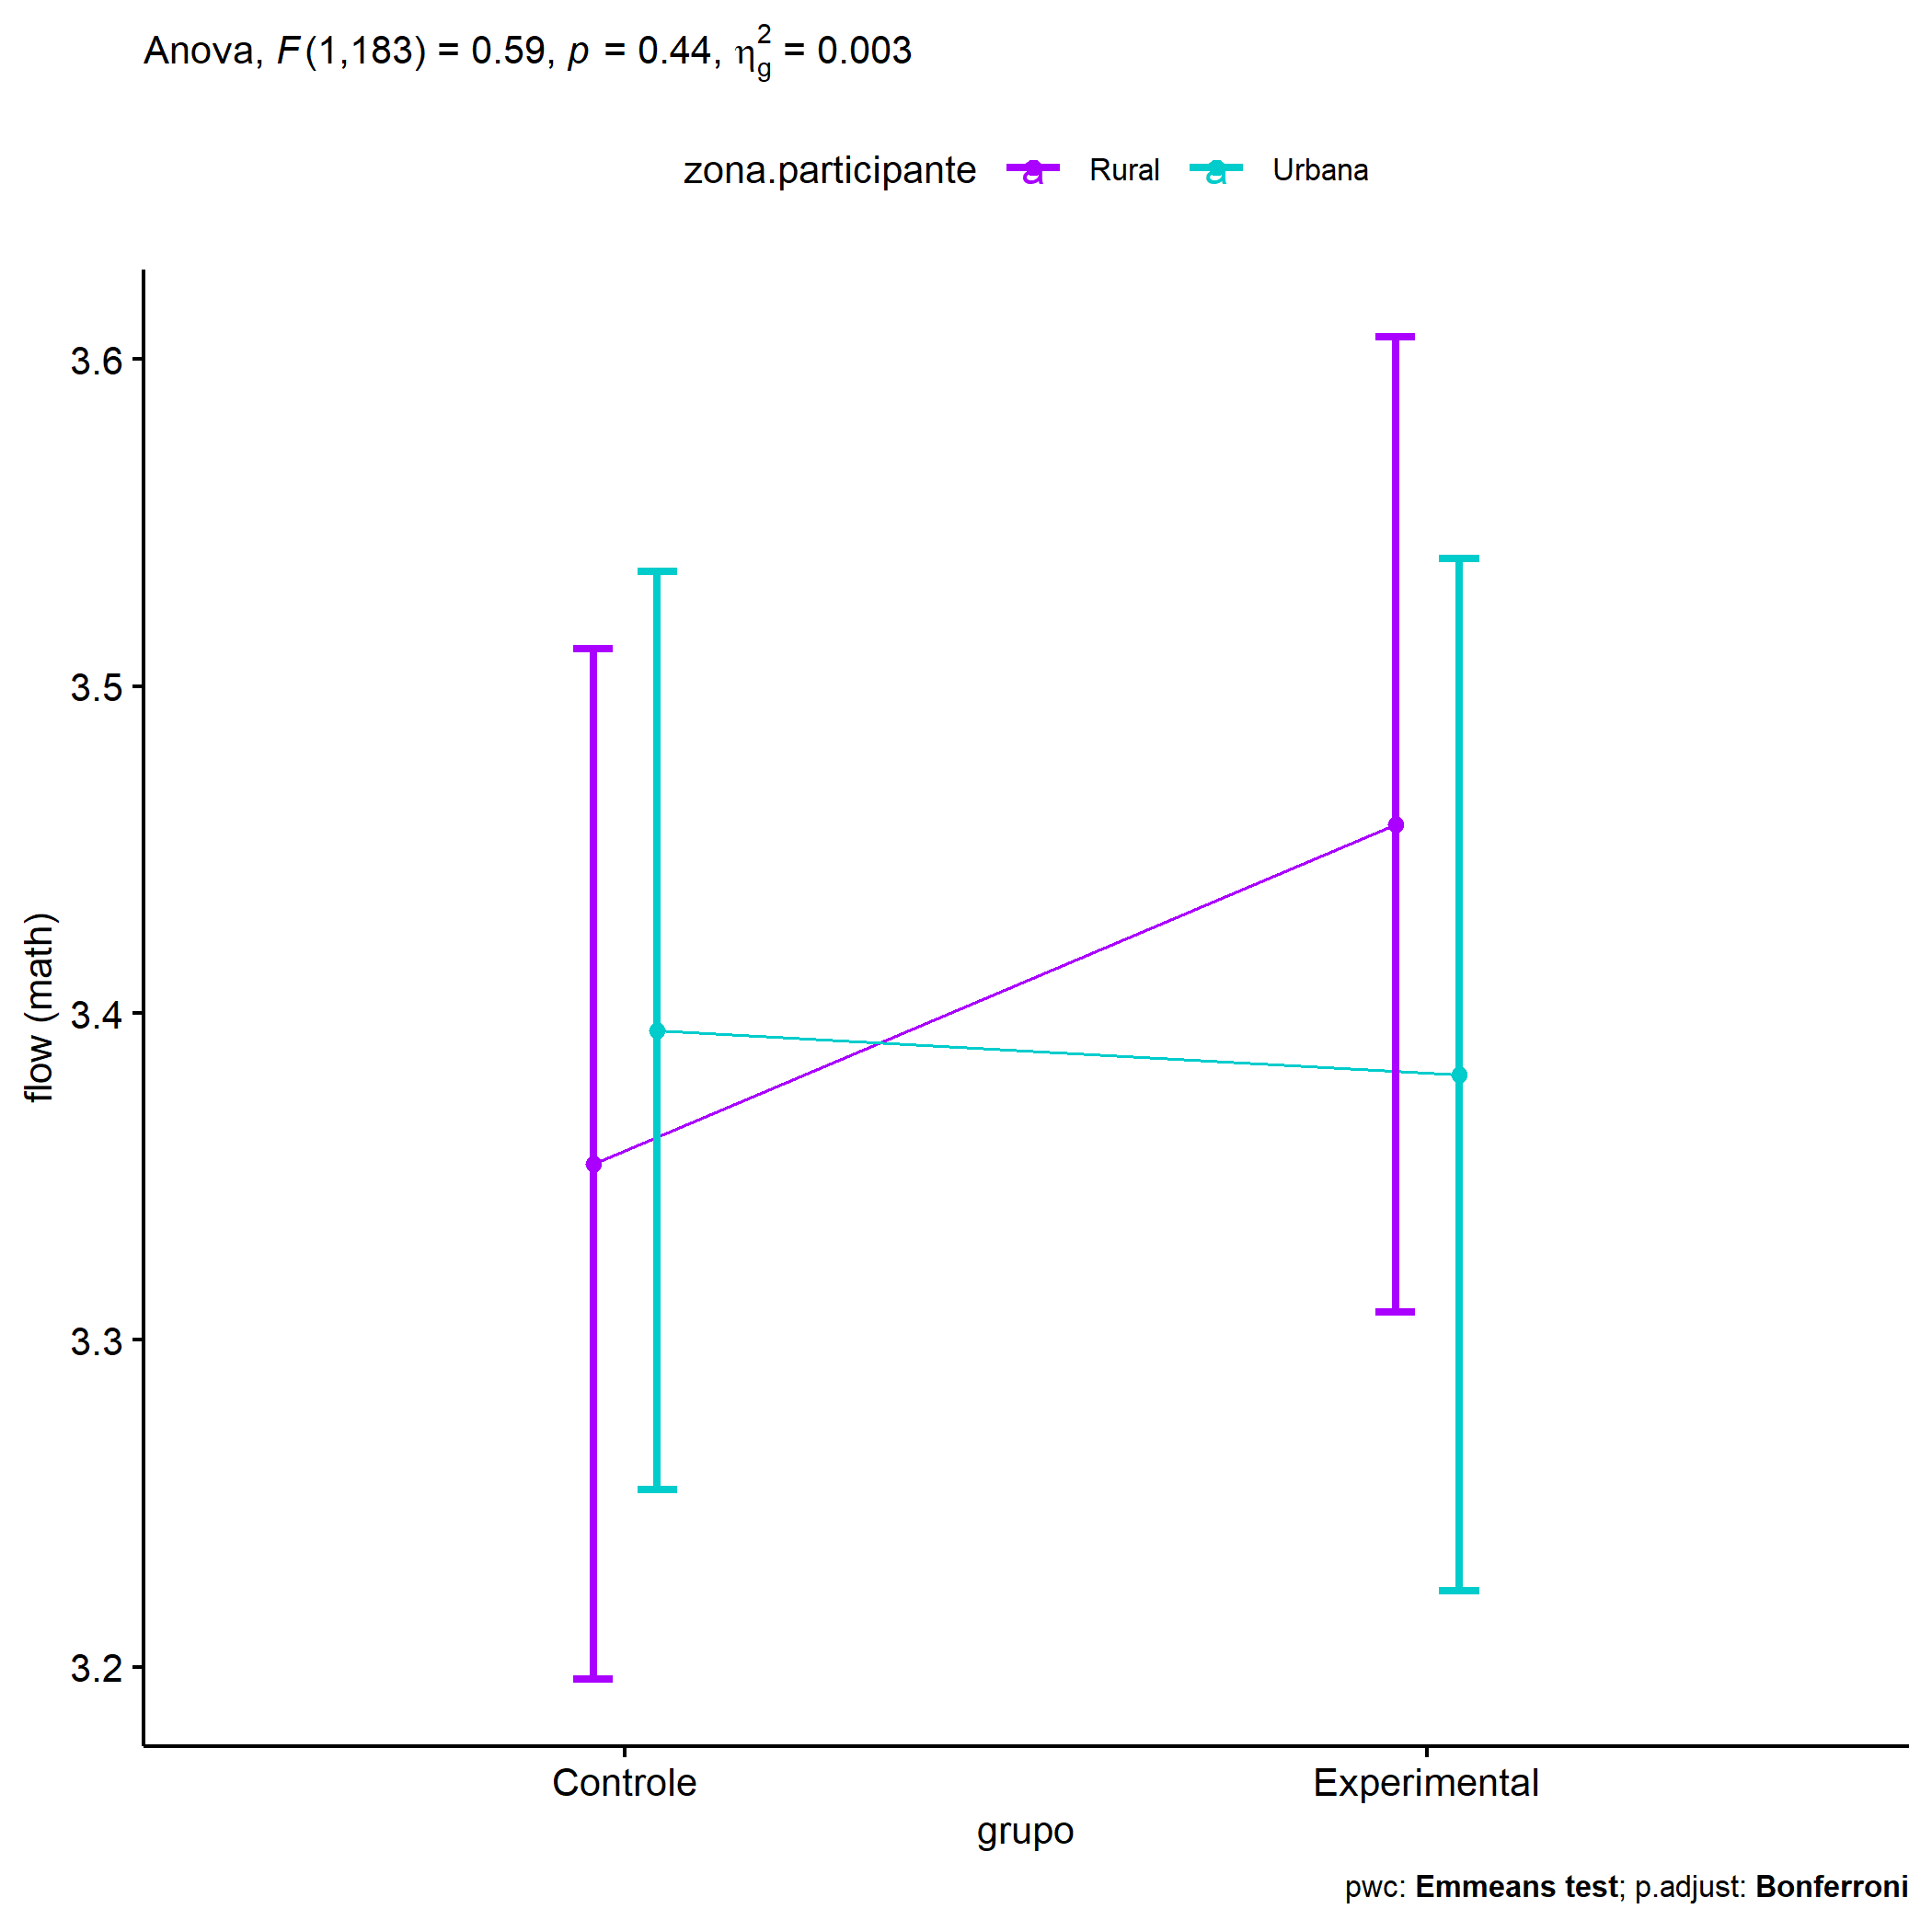 Anova, F(1,183) = 0.59, p = 0.44, η²g = 0.003
zona.participante a Rural a Urbana
3.6
3.5
3.4
3.3
3.2
flow (math)
Controle Experimental
grupo
pwc: Emmeans test; p.adjust: Bonferroni